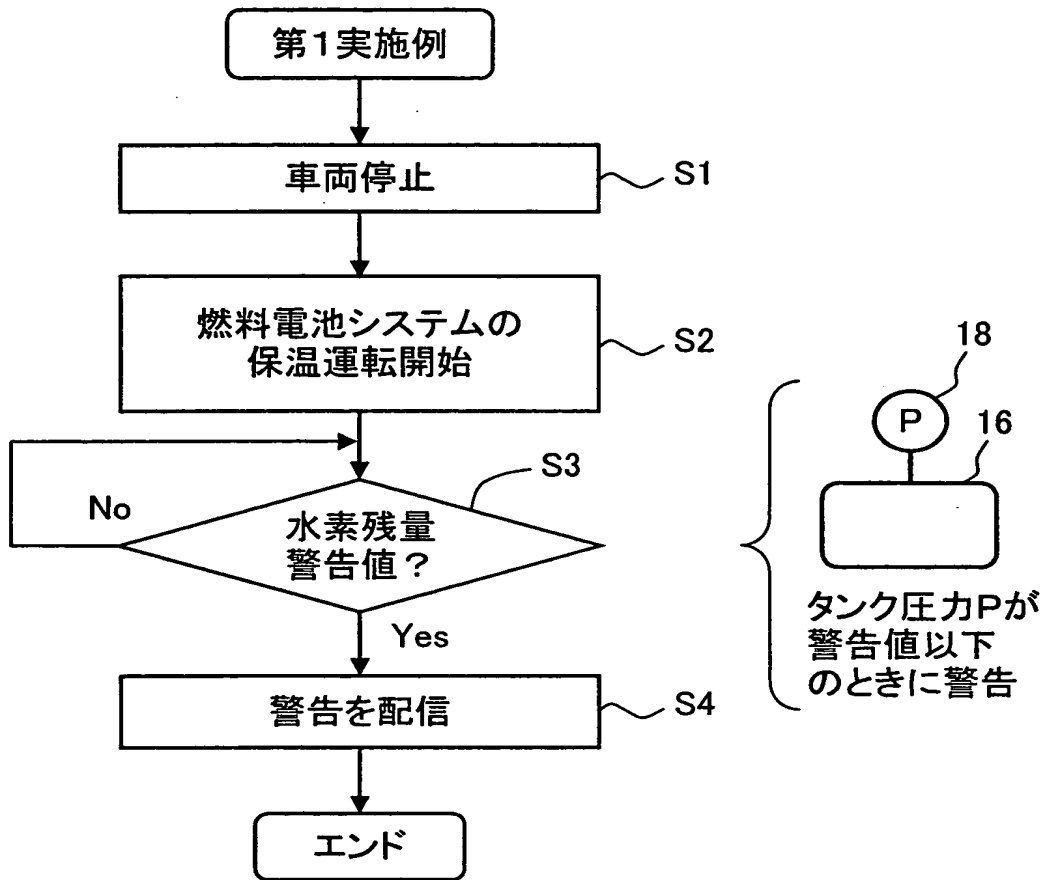 第1実施例
車両停止
S1
燃料電池システムの
保温運転開始
S2
S3
No
水素残量
警告値?
Yes
警告を配信
S4
エンド
18
P
16
タンク圧力Pが
警告値以下
のときに警告